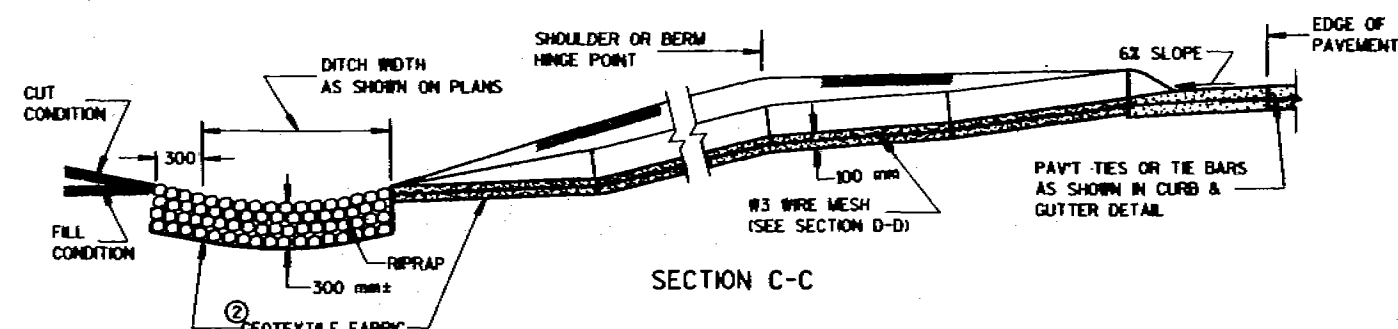 EDGE OF
PAVEMENT
SHOULDER OR BERM
HINGE POINT
6% SLOPE
DITCH WIDTH
AS SHOWN ON PLANS
CUT
CONDITION
300
100 mm
PAV'T TIES OR TIE BARS
AS SHOWN IN CURB &
GUTTER DETAIL
W3 WIRE MESH
(SEE SECTION D-D)
FILL
CONDITION
RIPRAP
300 mm±
SECTION C-C
2
GEOTEXTILE FABRIC